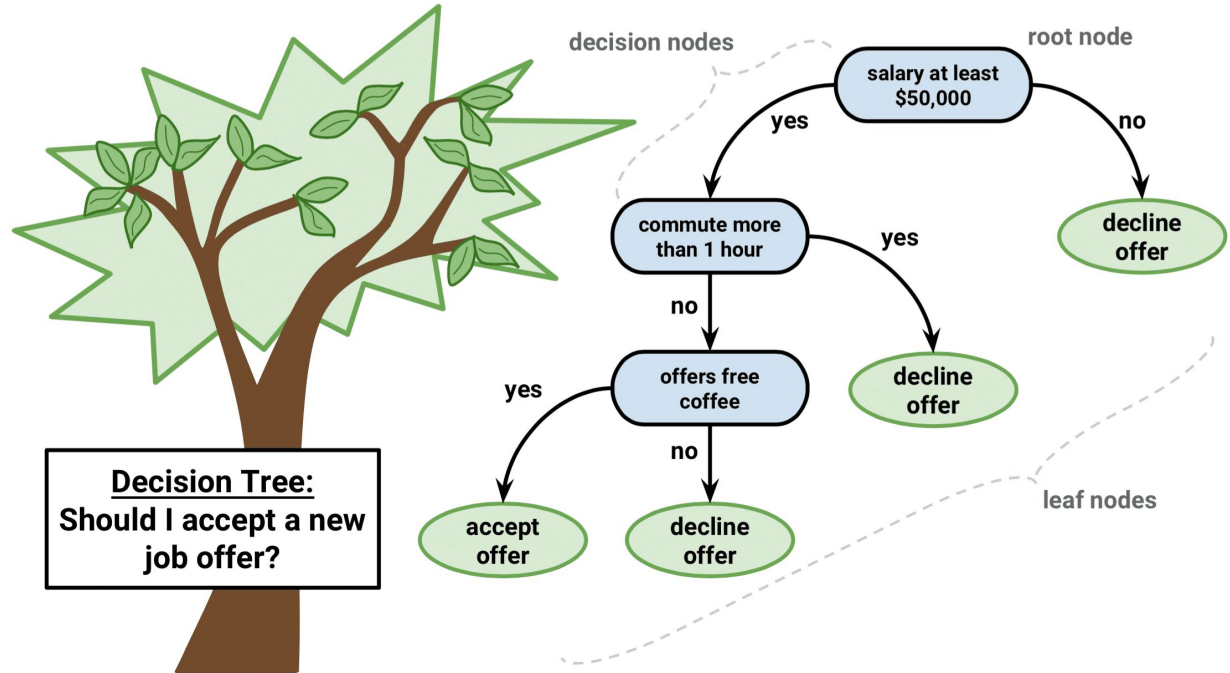 decision nodes
root node
salary at least
$50,000
yes
no
commute more
than 1 hour
yes
decline
offer
no
offers free
coffee
decline
offer
yes
no
leaf nodes
accept
offer
decline
offer
Decision Tree:
Should I accept a new
job offer?